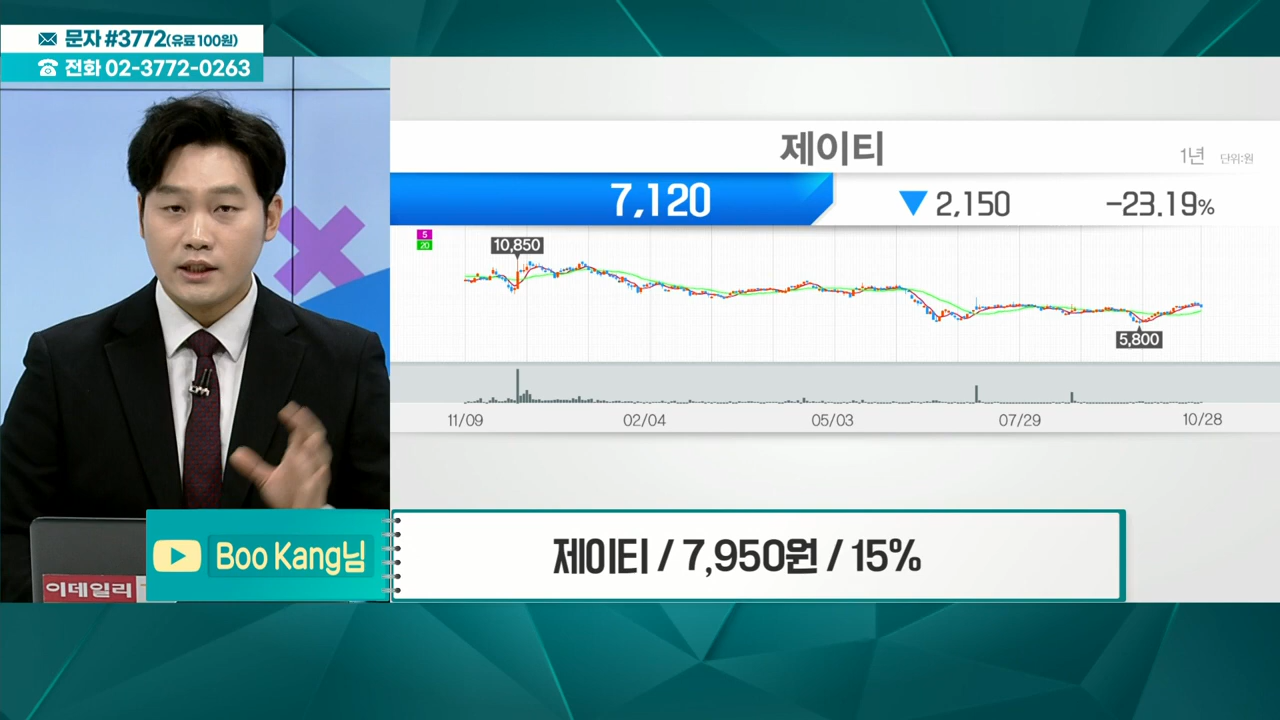 문자 #3772(유료 100원)
전화 02-3772-0263
제이티
1년 단위:원
7,120 ▼ 2,150 -23.19%
5
20
10,850
5,800
11/09 02/04 05/03 07/29 10/28
Boo Kang님
제이티 / 7,950원 / 15%
이데일리